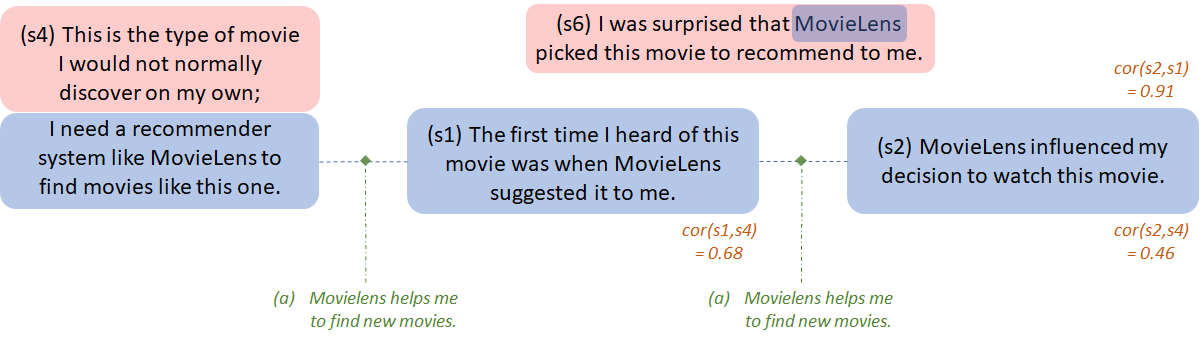 (s4) This is the type of movie
I would not normally
discover on my own;
I need a recommender
system like MovieLens to
find movies like this one.
(s6) I was surprised that MovieLens
picked this movie to recommend to me.
(s1) The first time I heard of this
movie was when MovieLens
suggested it to me.
cor(s1,s4)
= 0.68
cor(s2,s1)
= 0.91
(s2) MovieLens influenced my
decision to watch this movie.
cor(s2,s4)
= 0.46
(a) Movielens helps me
to find new movies.
(a) Movielens helps me
to find new movies.